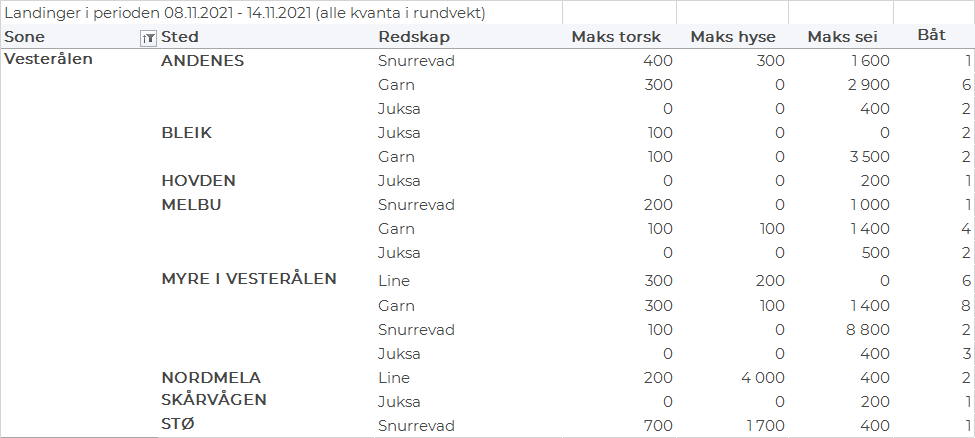 Landinger i perioden 08.11.2021 - 14.11.2021 (alle kvanta i rundvekt)
Sone Sted Redskap Maks torsk Maks hyse Maks sei Båt
Vesterålen ANDENES Snurrevad 400 300 1 600 1
Garn 300 0 2 900 6
Juksa 0 0 400 2
BLEIK Juksa 100 0 0 2
Garn 100 0 3 500 2
HOVDEN Juksa 0 0 200 1
MELBU Snurrevad 200 0 1 000 1
Garn 100 100 1 400 4
Juksa 0 0 500 2
MYRE I VESTERÅLEN Line 300 200 0 6
Garn 300 100 1 400 8
Snurrevad 100 0 8 800 2
Juksa 0 0 400 3
NORDMELA Line 200 4 000 400 2
SKÅRVÅGEN Juksa 0 0 200 1
STØ Snurrevad 700 1 700 400 1